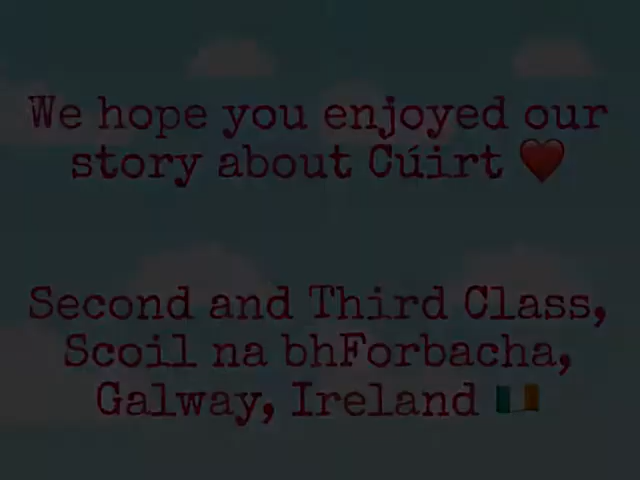 We hope you enjoyed our
story about Cúirt ❤️
Second and Third Class,
Scoil na bhForbacha,
Galway, Ireland 🇮🇪